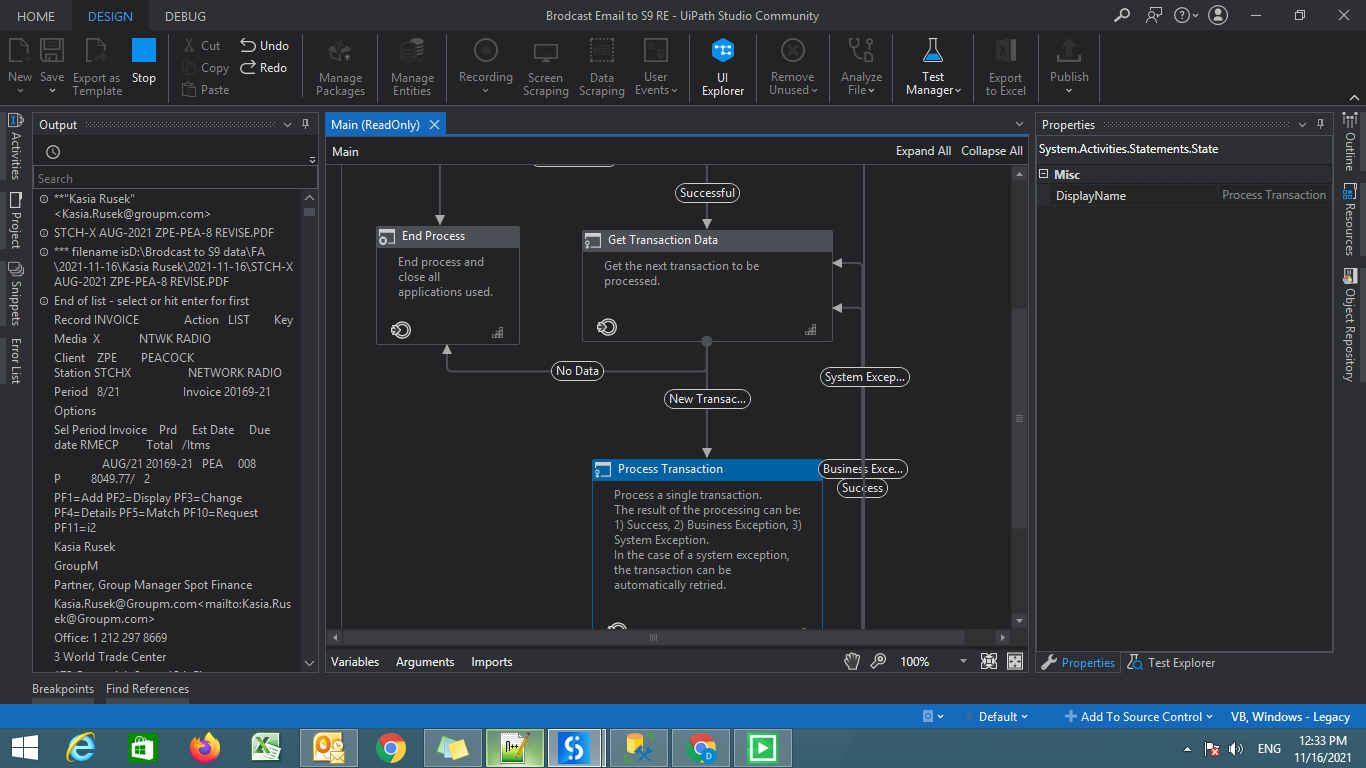 HOME DESIGN DEBUG
Brodcast Email to S9 RE - UiPath Studio Community
New
Save
Export as
Template
Stop
Cut
Copy
Paste
Undo
Redo
Manage
Packages
Manage
Entities
Recording
Screen
Scraping
Data
Scraping
User
Events
UI
Explorer
Remove
Unused
Analyze
File
Test
Manager
Export
to Excel
Publish
Activities
Project
Snippets
Error List
Output
Search
**"Kasia Rusek"
<Kasia.Rusek@groupm.com>
STCH-X AUG-2021 ZPE-PEA-8 REVISE.PDF
*** filename isD:\Brodcast to S9 data\FA
\2021-11-16\Kasia Rusek\2021-11-16\STCH-X
AUG-2021 ZPE-PEA-8 REVISE.PDF
End of list - select or hit enter for first
Record INVOICE Action LIST Key
Media X NTWK RADIO
Client ZPE PEACOCK
Station STCHX NETWORK RADIO
Period 8/21 Invoice 20169-21
Options
Sel Period Invoice Prd Est Date Due
date RMECP Total /Itms
AUG/21 20169-21 PEA 008
P 8049.77/ 2
PF1=Add PF2=Display PF3=Change
PF4=Details PF5=Match PF10=Request
PF11=i2
Kasia Rusek
GroupM
Partner, Group Manager Spot Finance
Kasia.Rusek@Groupm.com<mailto:Kasia.Rus
ek@Groupm.com>
Office: 1 212 297 8669
3 World Trade Center
Breakpoints Find References
Main (ReadOnly)
Main
Expand All Collapse All
Successful
End Process
End process and
close all
applications used.
Get Transaction Data
Get the next transaction to be
processed.
No Data
System Excep...
New Transac...
Process Transaction
Business Exce...
Success
Process a single transaction.
The result of the processing can be:
1) Success, 2) Business Exception, 3)
System Exception.
In the case of a system exception,
the transaction can be
automatically retried.
Variables Arguments Imports
100%
Properties
System.Activities.Statements.State
Misc
DisplayName Process Transaction
Properties Test Explorer
Outline
Resources
Object Repository
Default
Add To Source Control
VB, Windows - Legacy
ENG
12:33 PM
11/16/2021